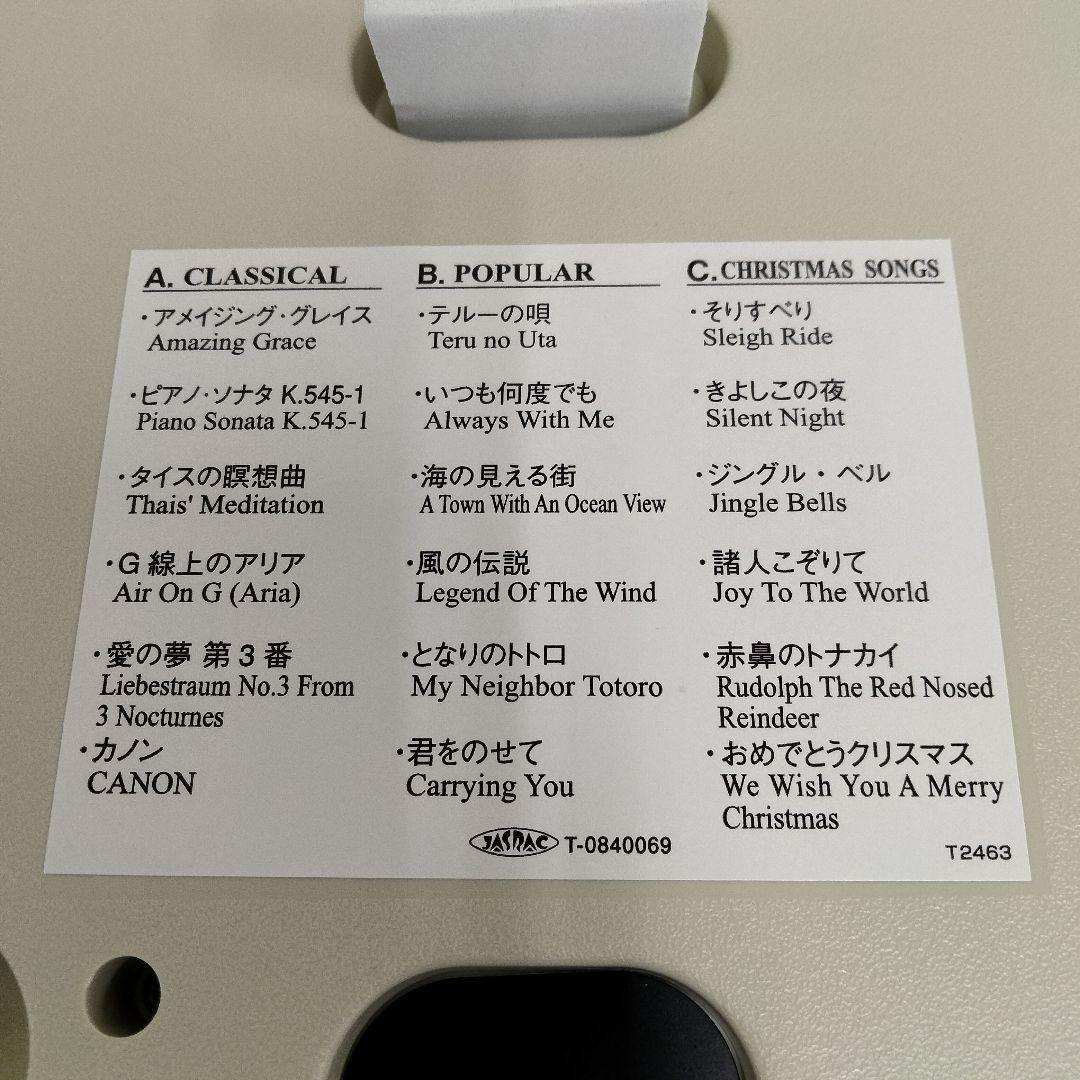 A. CLASSICAL
・アメイジング・グレイス
Amazing Grace
・ピアノ・ソナタ K.545-1
Piano Sonata K.545-1
・タイスの瞑想曲
Thais' Meditation
・G 線上のアリア
Air On G (Aria)
・愛の夢 第3番
Liebestraum No.3 From
3 Nocturnes
・カノン
CANON
B. POPULAR
・テルーの唄
Teru no Uta
・いつも何度でも
Always With Me
・海の見える街
A Town With An Ocean View
・風の伝説
Legend Of The Wind
・となりのトトロ
My Neighbor Totoro
・君をのせて
Carrying You
JASRAC T-0840069
C. CHRISTMAS SONGS
・そりすべり
Sleigh Ride
・きよしこの夜
Silent Night
・ジングル・ベル
Jingle Bells
・諸人こぞりて
Joy To The World
・赤鼻のトナカイ
Rudolph The Red Nosed
Reindeer
・おめでとうクリスマス
We Wish You A Merry
Christmas
T2463